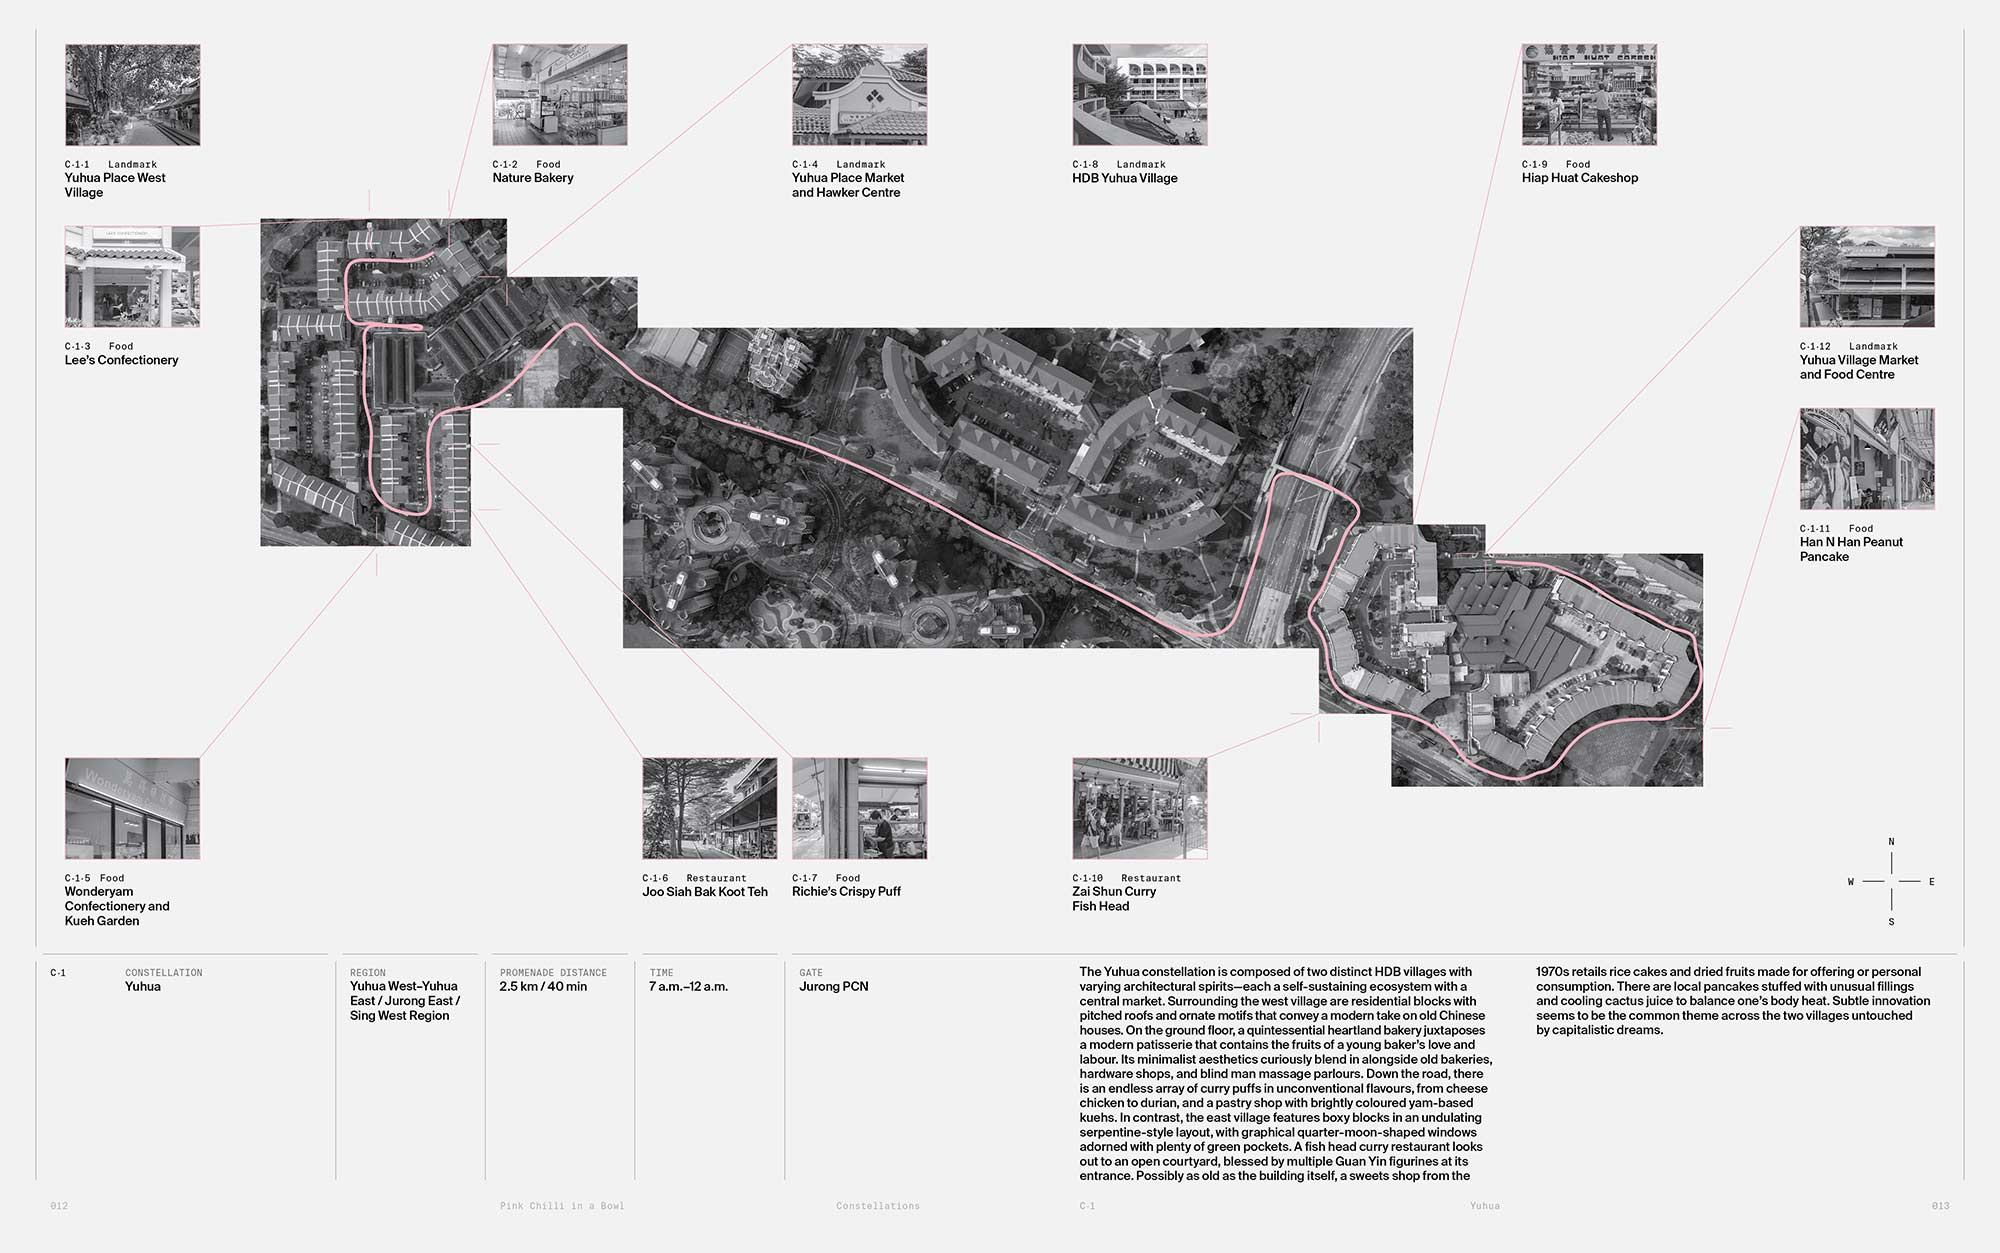 C-1-1 Landmark
Yuhua Place West
Village
C-1-2 Food
Nature Bakery
C-1-4 Landmark
Yuhua Place Market
and Hawker Centre
C-1-8 Landmark
HDB Yuhua Village
HIAP HUAT CAKESH
C-1-9 Food
Hiap Huat Cakeshop
LEE'S CONFECTIONERY
C-1-3 Food
Lee's Confectionery
C-1-12 Landmark
Yuhua Village Market
and Food Centre
C-1-11 Food
Han N Han Peanut
Pancake
Wonderyam
C-1-5 Food
Wonderyam
Confectionery and
Kueh Garden
C-1-6 Restaurant
Joo Siah Bak Koot Teh
C-1-7 Food
Richie's Crispy Puff
C-1-10 Restaurant
Zai Shun Curry
Fish Head
N
W E
S
C-1
CONSTELLATION
Yuhua
REGION
Yuhua West–Yuhua
East / Jurong East /
Sing West Region
PROMENADE DISTANCE
2.5 km / 40 min
TIME
7 a.m.–12 a.m.
GATE
Jurong PCN
The Yuhua constellation is composed of two distinct HDB villages with
varying architectural spirits—each a self-sustaining ecosystem with a
central market. Surrounding the west village are residential blocks with
pitched roofs and ornate motifs that convey a modern take on old Chinese
houses. On the ground floor, a quintessential heartland bakery juxtaposes
a modern patisserie that contains the fruits of a young baker's love and
labour. Its minimalist aesthetics curiously blend in alongside old bakeries,
hardware shops, and blind man massage parlours. Down the road, there
is an endless array of curry puffs in unconventional flavours, from cheese
chicken to durian, and a pastry shop with brightly coloured yam-based
kuehs. In contrast, the east village features boxy blocks in an undulating
serpentine-style layout, with graphical quarter-moon-shaped windows
adorned with plenty of green pockets. A fish head curry restaurant looks
out to an open courtyard, blessed by multiple Guan Yin figurines at its
entrance. Possibly as old as the building itself, a sweets shop from the
1970s retails rice cakes and dried fruits made for offering or personal
consumption. There are local pancakes stuffed with unusual fillings
and cooling cactus juice to balance one's body heat. Subtle innovation
seems to be the common theme across the two villages untouched
by capitalistic dreams.
012
Pink Chilli in a Bowl
Constellations
C-1
Yuhua
013